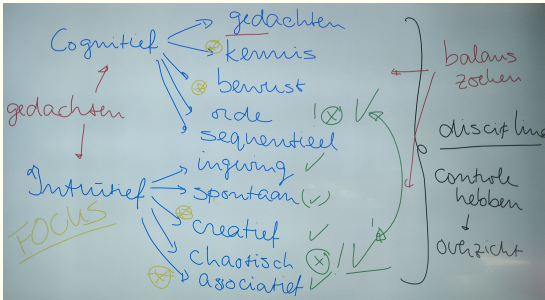 gedachten
Cognitief
kennis
bewust
orde
sequentieel
gedachten
ingwing
Intuïtief
spontaan
creatief
FOCUS
chaotisch
associatief
balans
zoeken
discipline
controle
hebben
overzicht